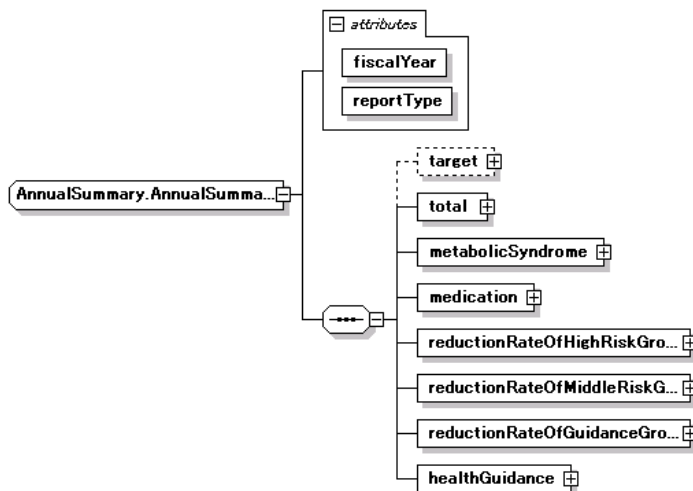 attributes
fiscalYear
reportType
AnnualSummary.AnnualSumma...
target
total
metabolicSyndrome
medication
reductionRateOfHighRiskGro...
reductionRateOfMiddleRiskG...
reductionRateOfGuidanceGro...
healthGuidance